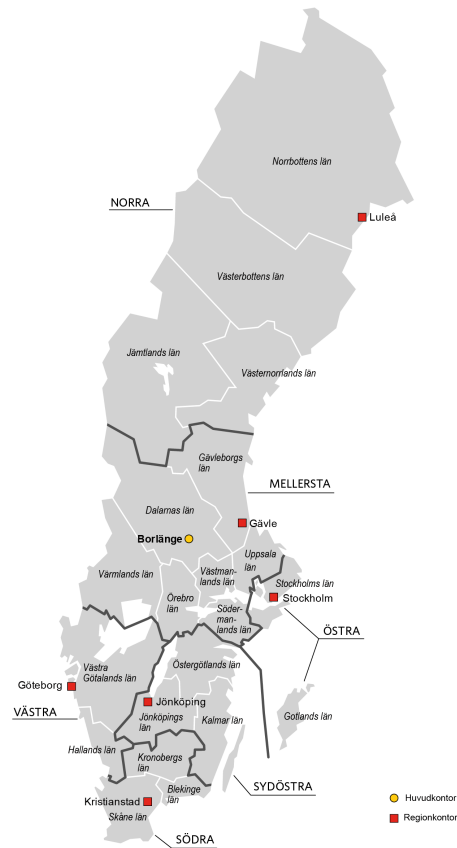 Norrbottens län
NORRA
Luleå
Västerbottens län
Jämtlands län
Västernorrlands län
Gävleborgs
län
MELLERSTA
Dalarnas län
Gävle
Borlänge
Uppsala
län
Värmlands län
Västman-
lands län
Stockholms län
Örebro
län
Stockholm
Söder-
man-
lands län
ÖSTRA
Västra
Götalands län
Östergötlands län
Göteborg
Jönköping
VÄSTRA
Jönköpings
län
Kalmar län
Gotlands län
Hallands län
Kronobergs
län
SYDÖSTRA
Blekinge
län
Kristianstad
Skåne län
SÖDRA
Huvudkontor
Regionkontor